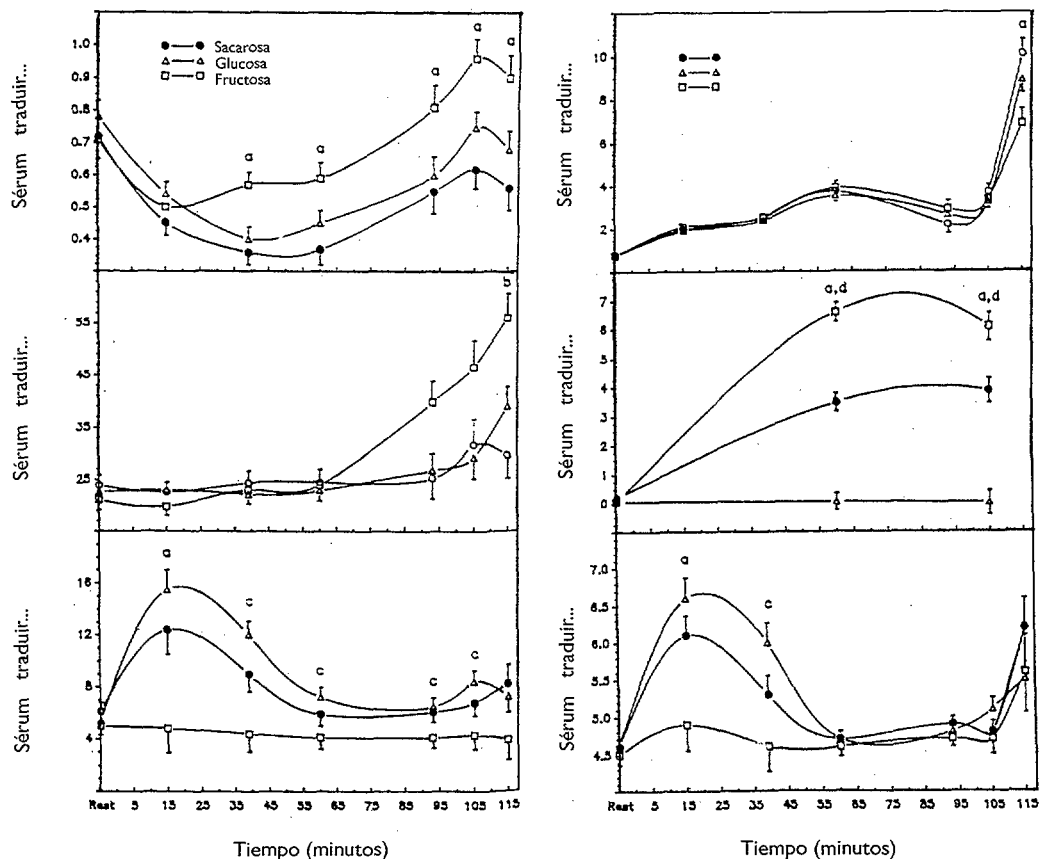 Sérum traduir...
1.0
0.9
0.8
0.7
0.6
0.5
0.4
Sacarosa
Glucosa
Fructosa
a
a
a
a
a
Sérum traduir...
10
8
6
4
2
a
Sérum traduir...
55
45
35
25
b
Sérum traduir...
7
6
5
4
3
2
1
0
a,d
a,d
Sérum traduir...
16
12
8
4
a
c
c
c
c
Rest 5 15 25 35 45 55 65 75 85 95 105 115
Tiempo (minutos)
Sérum traduir...
7.0
6.5
6.0
5.5
5.0
4.5
a
c
Rest 5 15 25 35 45 55 65 75 85 95 105 115
Tiempo (minutos)